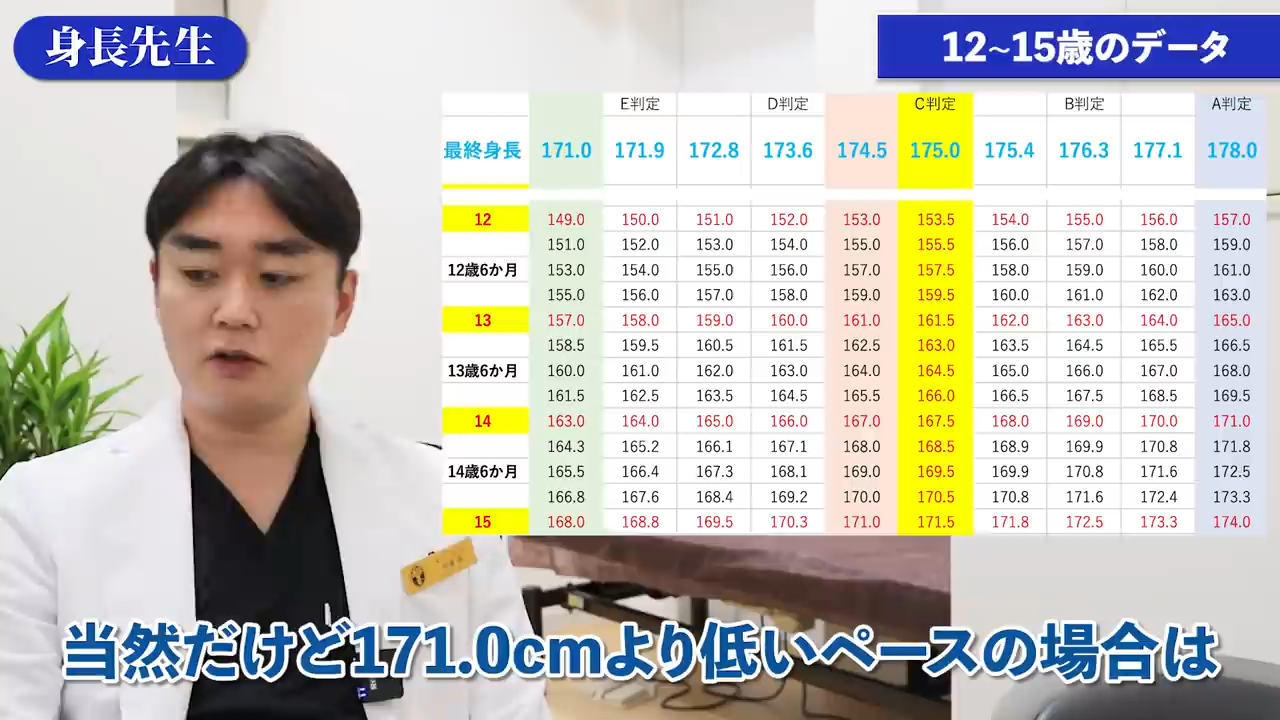 身長先生
12~15歳のデータ
E判定 D判定 C判定 B判定 A判定
最終身長 171.0 171.9 172.8 173.6 174.5 175.0 175.4 176.3 177.1 178.0
12 149.0 150.0 151.0 152.0 153.0 153.5 154.0 155.0 156.0 157.0
151.0 152.0 153.0 154.0 155.0 155.5 156.0 157.0 158.0 159.0
12歳6か月 153.0 154.0 155.0 156.0 157.0 157.5 158.0 159.0 160.0 161.0
155.0 156.0 157.0 158.0 159.0 159.5 160.0 161.0 162.0 163.0
13 157.0 158.0 159.0 160.0 161.0 161.5 162.0 163.0 164.0 165.0
158.5 159.5 160.5 161.5 162.5 163.0 163.5 164.5 165.5 166.5
13歳6か月 160.0 161.0 162.0 163.0 164.0 164.5 165.0 166.0 167.0 168.0
161.5 162.5 163.5 164.5 165.5 166.0 166.5 167.5 168.5 169.5
14 163.0 164.0 165.0 166.0 167.0 167.5 168.0 169.0 170.0 171.0
164.3 165.2 166.1 167.1 168.0 168.5 168.9 169.9 170.8 171.8
14歳6か月 165.5 166.4 167.3 168.1 169.0 169.5 169.9 170.8 171.6 172.5
166.8 167.6 168.4 169.2 170.0 170.5 170.8 171.6 172.4 173.3
15 168.0 168.8 169.5 170.3 171.0 171.5 171.8 172.5 173.3 174.0
当然だけど171.0cmより低いペースの場合は